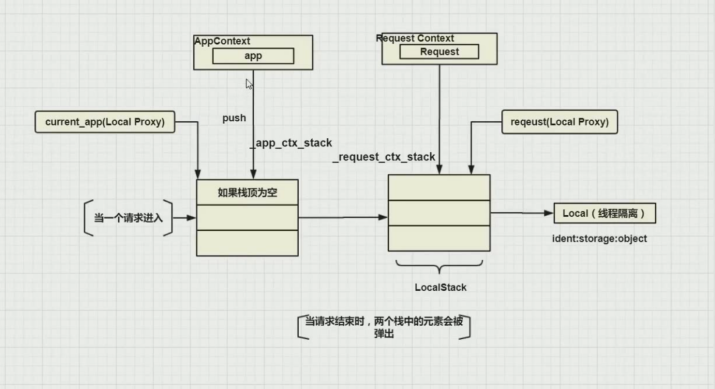 AppContext
app
Request Context
Request
current_app(Local Proxy)
push
_app_ctx_stack
_request_ctx_stack
reqeust(Local Proxy)
如果栈顶为空
当一个请求进入
Local（线程隔离）
ident:storage:object
LocalStack
当请求结束时，两个栈中的元素会被
弹出